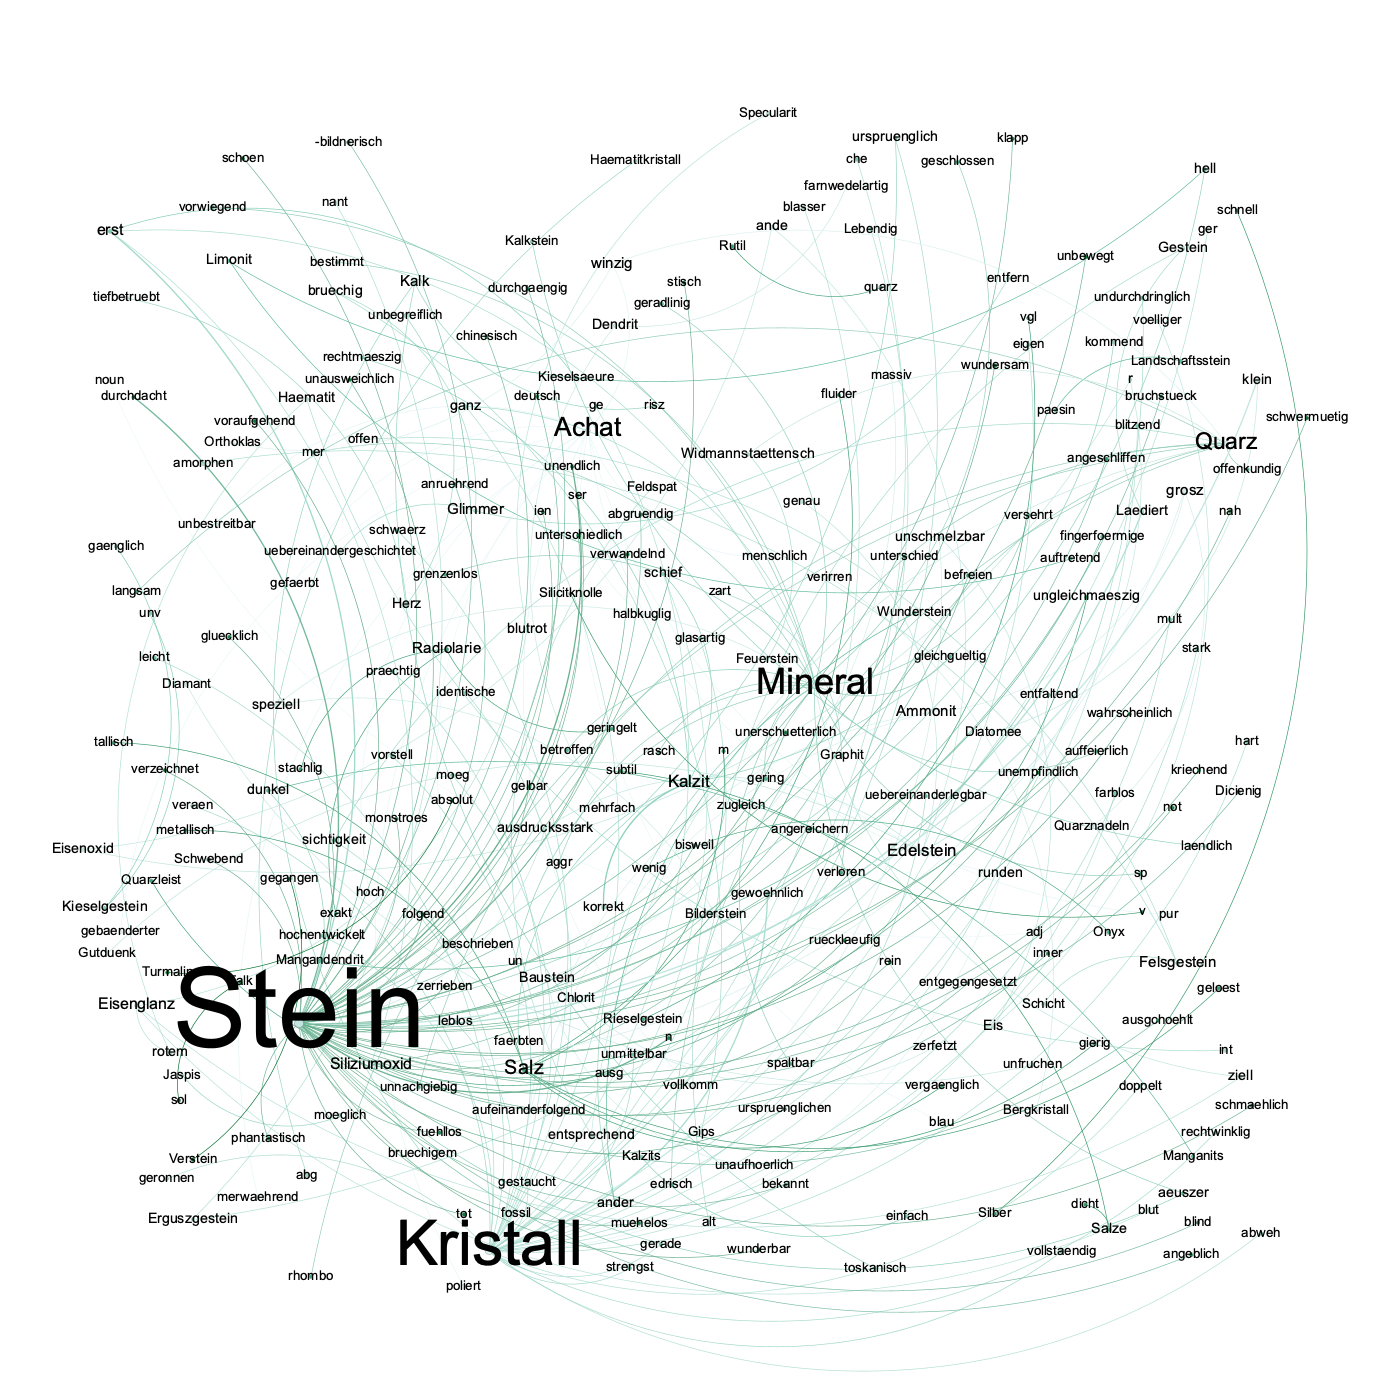 Specularit
urspruenglich
klapp
-bildnerisch
schoen
Haematitkristall
che
geschlossen
hell
farnwedelartig
nant
vorwiegend
blasser
schnell
erst
ande
Lebendig
ger
Kalkstein
Rutil
Gestein
Limonit
bestimmt
winzig
unbewegt
Kalk
stisch
entfern
bruechig
durchgaengig
quarz
tiefbetruebt
geradlinig
undurchdringlich
unbegreiflich
Dendrit
vgl
voelliger
chinesisch
eigen
kommend
rechtmaeszig
wundersam
Landschaftsstein
noun
unausweichlich
Kieselsaeure
massiv
r
klein
durchdacht
Haematit
deutsch
fluider
bruchstueck
ganz
ge
risz
paesin
schwermuetig
voraufgehend
Achat
blitzend
Orthoklas
offen
Quarz
mer
Widmannstaettensch
amorphen
unendlich
angeschliffen
offenkundig
anruehrend
ser
Feldspat
grosz
Glimmer
ion
abgruendig
genau
versehrt
Laediert
nah
unbestreitbar
schwaerz
unterschiedlich
unschmelzbar
fingerfoermige
gaenglich
uebereinandergeschichtet
verwandelnd
menschlich
unterschied
auftretend
grenzenlos
schief
verirren
befreien
langsam
gefaerbt
Silicitknolle
zart
unv
Herz
halbkuglig
Wunderstein
ungleichmaeszig
gluecklich
blutrot
glasartig
mult
leicht
Radiolarie
Feuerstein
gleichgueltig
stark
praechtig
Diamant
identische
Mineral
entfaltend
speziell
Ammonit
wahrscheinlich
tallisch
geringelt
unerschuetterlich
Diatomee
hart
vorstell
betroffen
rasch
m
Graphit
auffeierlich
verzeichnet
stachlig
moeg
subtil
Kalzit
gering
unempfindlich
kriechend
dunkel
gelbar
farblos
Dicienig
veraen
absolut
mehrfach
zugleich
uebereinanderlegbar
not
metallisch
monstroes
ausdrucksstark
angereichern
Quarznadeln
Eisenoxid
sichtigkeit
bisweil
Edelstein
laendlich
Schwebend
aggr
wenig
verloren
runden
sp
Quarzleist
gegangen
hoch
gewoehnlich
Kieselgestein
exakt
folgend
korrekt
Bilderstein
v
pur
gebaenderter
hochentwickelt
beschrieben
ruecklaeufig
adj
Onyx
Gutduenk
Mangandendrit
un
rein
inner
Felsgestein
Turmalin
alk
zerrieben
Baustein
entgegengesetzt
geloest
Eisenglanz
Stein
Chlorit
Schicht
leblos
Rieselgestein
Eis
ausgohoehlt
rotem
faerbten
n
zerfetzt
gierig
int
Siliziumoxid
Salz
unmittelbar
spaltbar
unfruchen
Jaspis
unnachgiebig
ausg
vollkomm
vergaenglich
doppelt
ziell
sol
moeglich
aufeinanderfolgend
urspruenglichen
Bergkristall
schmaehlich
phantastisch
fuehllos
entsprechend
Gips
blau
rechtwinklig
Verstein
bruechigem
Kalzits
unaufhoerlich
Manganits
geronnen
abg
gestaucht
edrisch
bekannt
merwaehrend
ander
dicht
aeuszer
Erguszgestein
tot
fossil
muehelos
alt
einfach
Silber
blut
blind
Kristall
gerade
wunderbar
Salze
abweh
strengst
vollstaendig
angeblich
rhombo
toskanisch
poliert